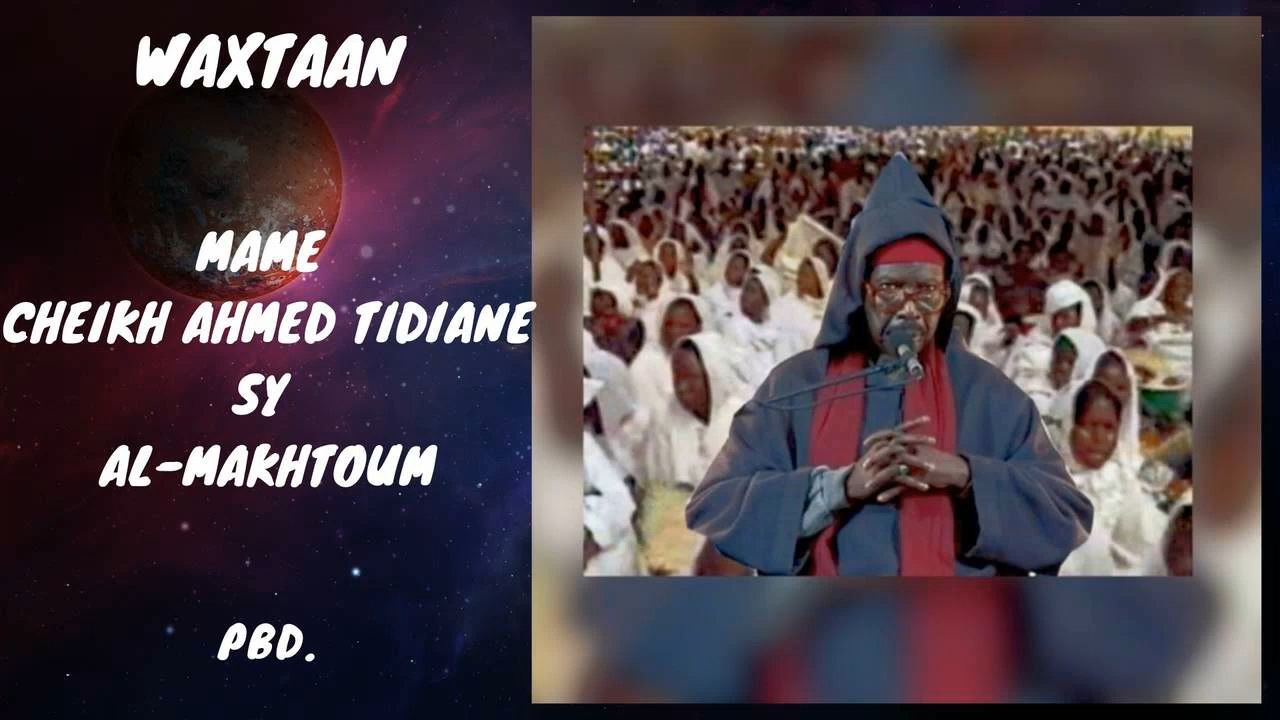 WAXTAAN
MAME
CHEIKH AHMED TIDIANE
SY
AL-MAKHTOUM
PBD.